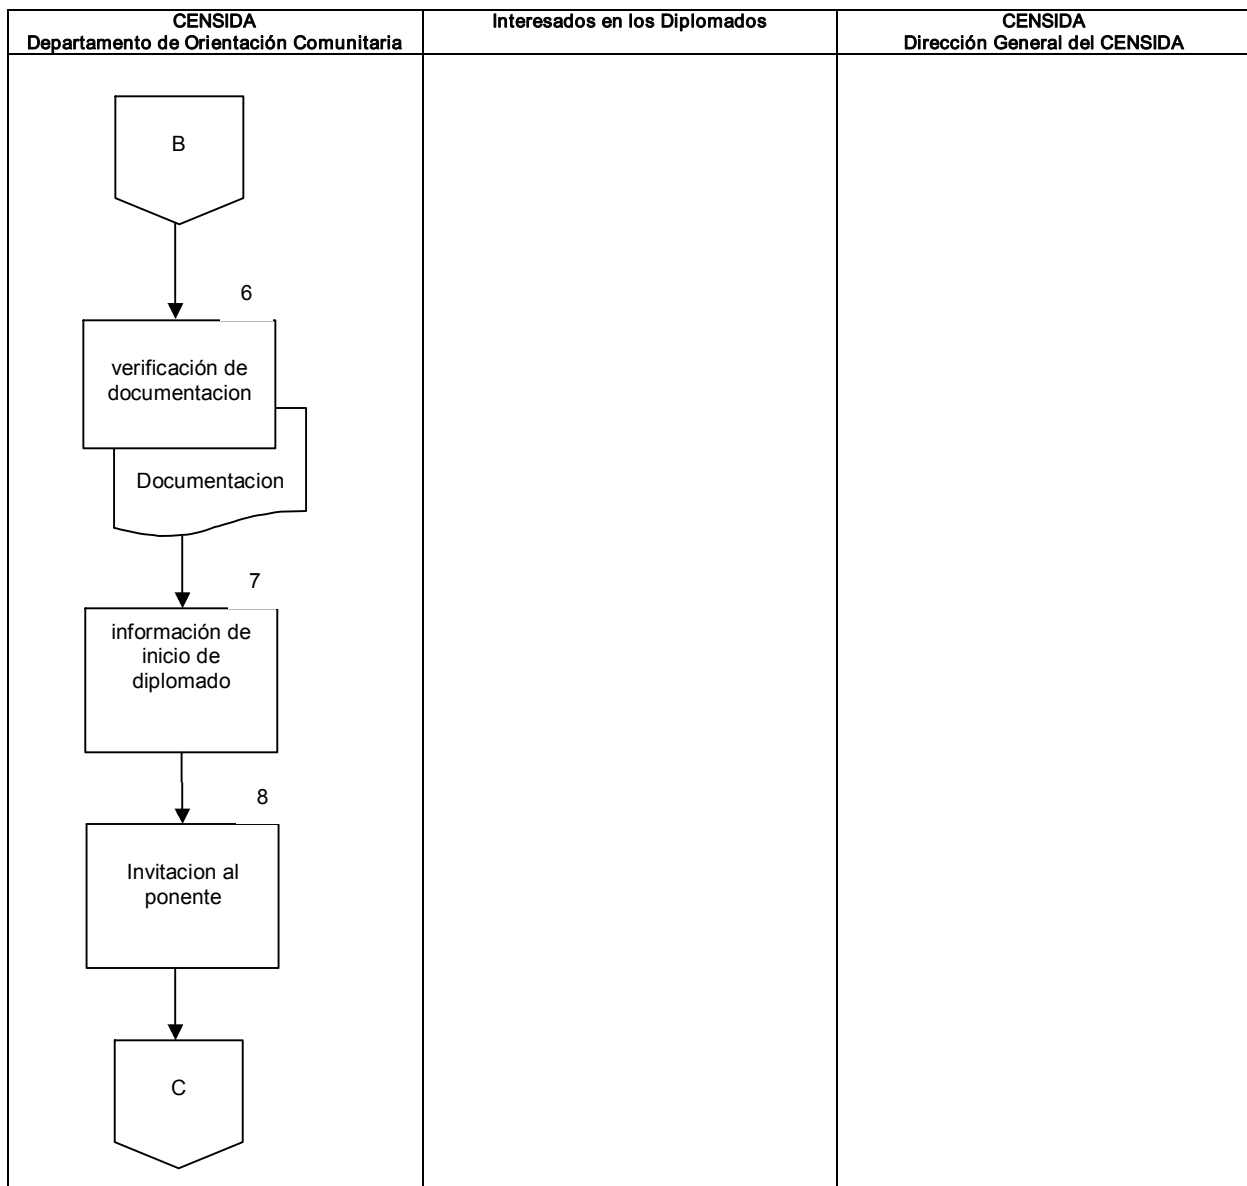 CENSIDA
Departamento de Orientación Comunitaria
Interesados en los Diplomados
CENSIDA
Dirección General del CENSIDA
B
6
verificación de
documentacion
Documentacion
7
información de
inicio de
diplomado
8
Invitacion al
ponente
C